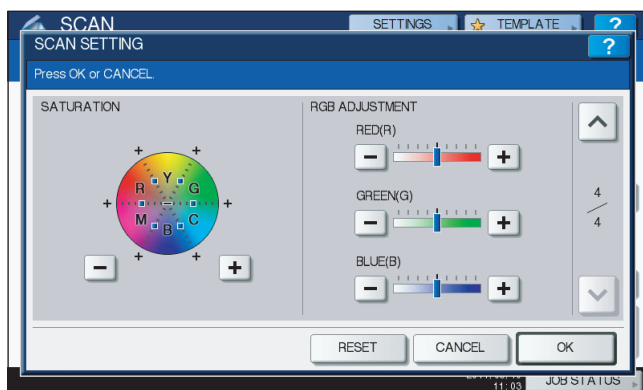 SCAN
SETTINGS
TEMPLATE
?
SCAN SETTING
?
Press OK or CANCEL.
SATURATION
RGB ADJUSTMENT
RED(R)
GREEN(G)
BLUE(B)
+ +
R Y G
+ − +
M B C
+ +
+
− +
− +
− +
− +
4
4
RESET
CANCEL
OK
11:03
JOB STATUS